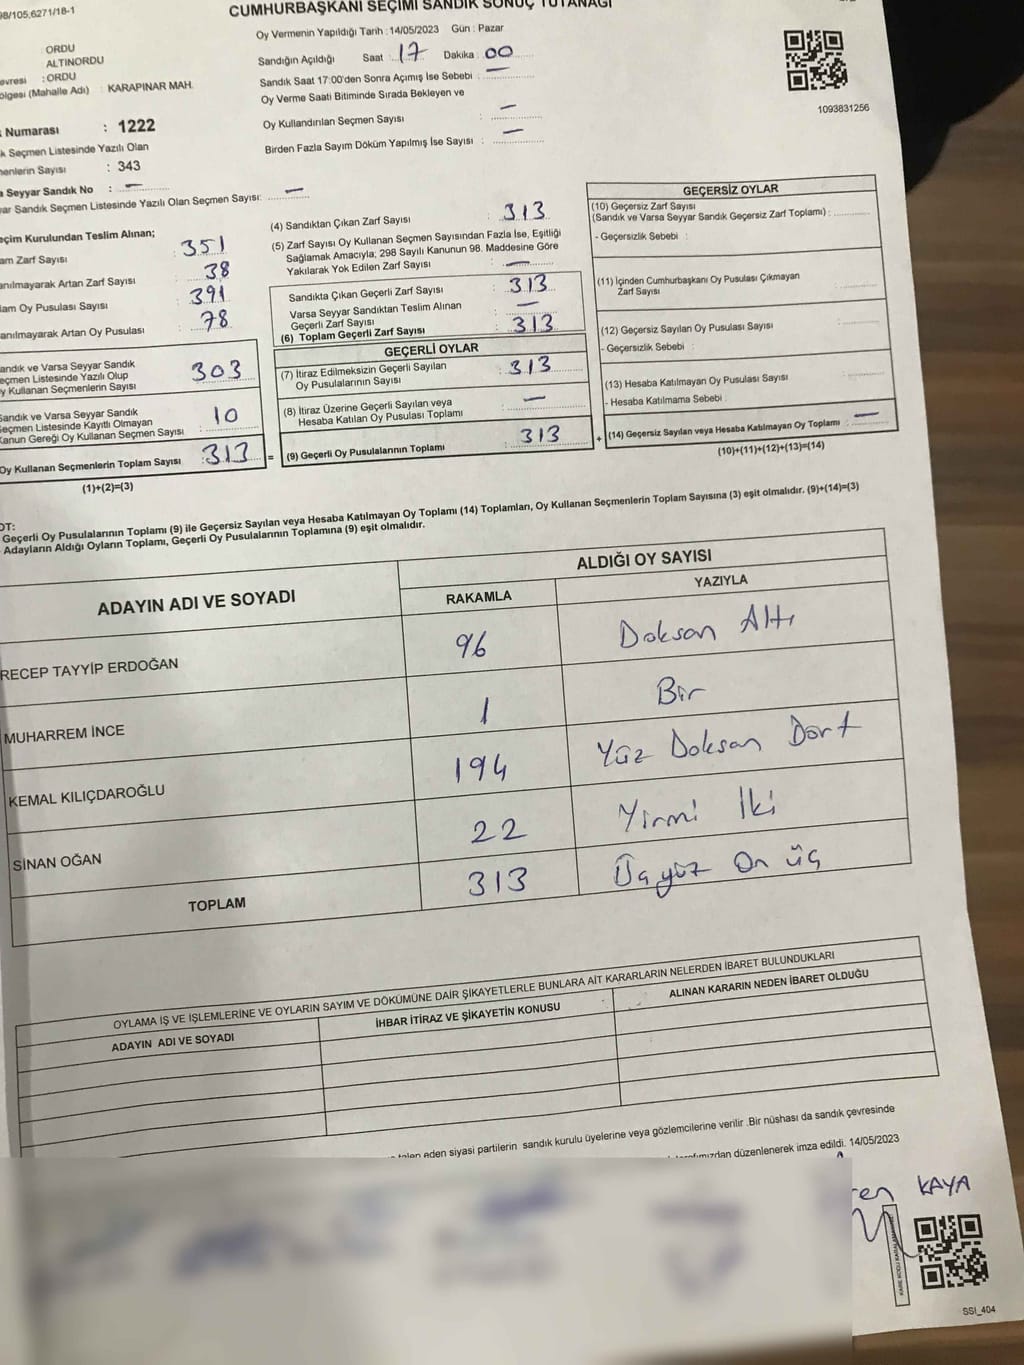 98/105,6271/18-1
CUMHURBAŞKANI SEÇİMİ SANDIK SONUÇ TUTANAĞI
Oy Vermenin Yapıldığı Tarih : 14/05/2023 Gün : Pazar
ORDU
ALTINORDU
: ORDU
(Mahalle Adı) : KARAPINAR MAH.
Sandığın Açıldığı Saat : 17 Dakika : 00
Sandık Saat 17:00'den Sonra Açımış Ise Sebebi : —
Oy Verme Saati Bitiminde Sırada Bekleyen ve
Oy Kullandırılan Seçmen Sayısı : —
Birden Fazla Sayım Döküm Yapılmış İse Sayısı : —
1093831256
Numarası : 1222
k Seçmen Listesinde Yazılı Olan
menlerin Sayısı : 343
a Seyyar Sandık No : —
yar Sandık Seçmen Listesinde Yazılı Olan Seçmen Sayısı: —
eçim Kurulundan Teslim Alınan;
am Zarf Sayısı : 351
anılmayarak Artan Zarf Sayısı : 38
lam Oy Pusulası Sayısı : 391
anılmayarak Artan Oy Pusulası : 78
andık ve Varsa Seyyar Sandık
eçmen Listesinde Yazılı Olup
y Kullanan Seçmenlerin Sayısı : 303
Sandık ve Varsa Seyyar Sandık
Seçmen Listesinde Kayıtlı Olmayan
Kanun Gereği Oy Kullanan Seçmen Sayısı : 10
Oy Kullanan Seçmenlerin Toplam Sayısı : 313 =
(1)+(2)=(3)
(4) Sandıktan Çıkan Zarf Sayısı : 313
(5) Zarf Sayısı Oy Kullanan Seçmen Sayısından Fazla İse, Eşitliği
Sağlamak Amacıyla; 298 Sayılı Kanunun 98. Maddesine Göre
Yakılarak Yok Edilen Zarf Sayısı : —
Sandıkta Çıkan Geçerli Zarf Sayısı : 313
Varsa Seyyar Sandıktan Teslim Alınan
Geçerli Zarf Sayısı : —
(6) Toplam Geçerli Zarf Sayısı : 313
GEÇERLİ OYLAR
(7) İtiraz Edilmeksizin Geçerli Sayılan
Oy Pusulalarının Sayısı : 313
(8) İtiraz Üzerine Geçerli Sayılan veya
Hesaba Katılan Oy Pusulası Toplamı : —
(9) Geçerli Oy Pusulalarının Toplamı : 313 +
GEÇERSİZ OYLAR
(10) Geçersiz Zarf Sayısı
(Sandık ve Varsa Seyyar Sandık Geçersiz Zarf Toplamı) :
- Geçersizlik Sebebi :
(11) İçinden Cumhurbaşkanı Oy Pusulası Çıkmayan
Zarf Sayısı :
(12) Geçersiz Sayılan Oy Pusulası Sayısı :
- Geçersizlik Sebebi :
(13) Hesaba Katılmayan Oy Pusulası Sayısı :
- Hesaba Katılmama Sebebi :
(14) Geçersiz Sayılan veya Hesaba Katılmayan Oy Toplamı : —
(10)+(11)+(12)+(13)=(14)
OT:
Geçerli Oy Pusulalarının Toplamı (9) ile Geçersiz Sayılan veya Hesaba Katılmayan Oy Toplamı (14) Toplamları, Oy Kullanan Seçmenlerin Toplam Sayısına (3) eşit olmalıdır. (9)+(14)=(3)
Adayların Aldığı Oyların Toplamı, Geçerli Oy Pusulalarının Toplamına (9) eşit olmalıdır.
ADAYIN ADI VE SOYADI ALDIĞI OY SAYISI
RAKAMLA YAZIYLA
RECEP TAYYİP ERDOĞAN 96 Doksan Altı
MUHARREM İNCE 1 Bir
KEMAL KILIÇDAROĞLU 194 Yüz Doksan Dört
SİNAN OĞAN 22 Yirmi İki
TOPLAM 313 Üçyüz On üç
OYLAMA İŞ VE IŞLEMLERİNE VE OYLARIN SAYIM VE DÖKÜMÜNE DAİR ŞİKAYETLERLE BUNLARA AİT KARARLARIN NELERDEN İBARET BULUNDUKLARI
ADAYIN ADI VE SOYADI İHBAR İTİRAZ VE ŞİKAYETİN KONUSU ALINAN KARARIN NEDEN İBARET OLDUĞU
eden siyasi partilerin sandık kurulu üyelerine veya gözlemcilerine verilir .Bir nüshası da sandık çevresinde
düzenlenerek imza edildi. 14/05/2023
ren KAYA
SSI_404